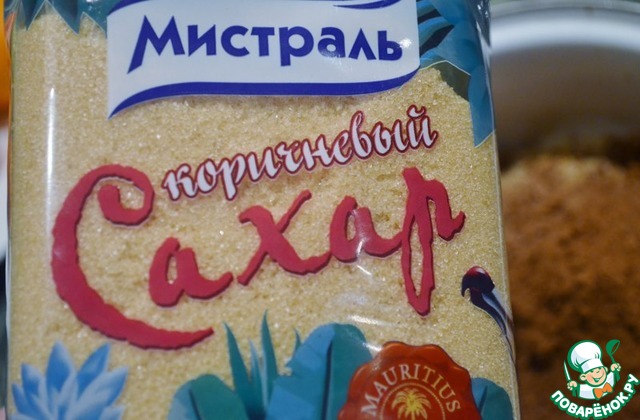 Мистраль
коричневый
Сахар
MAURITIUS
ПОВАРЁНОК.РУ